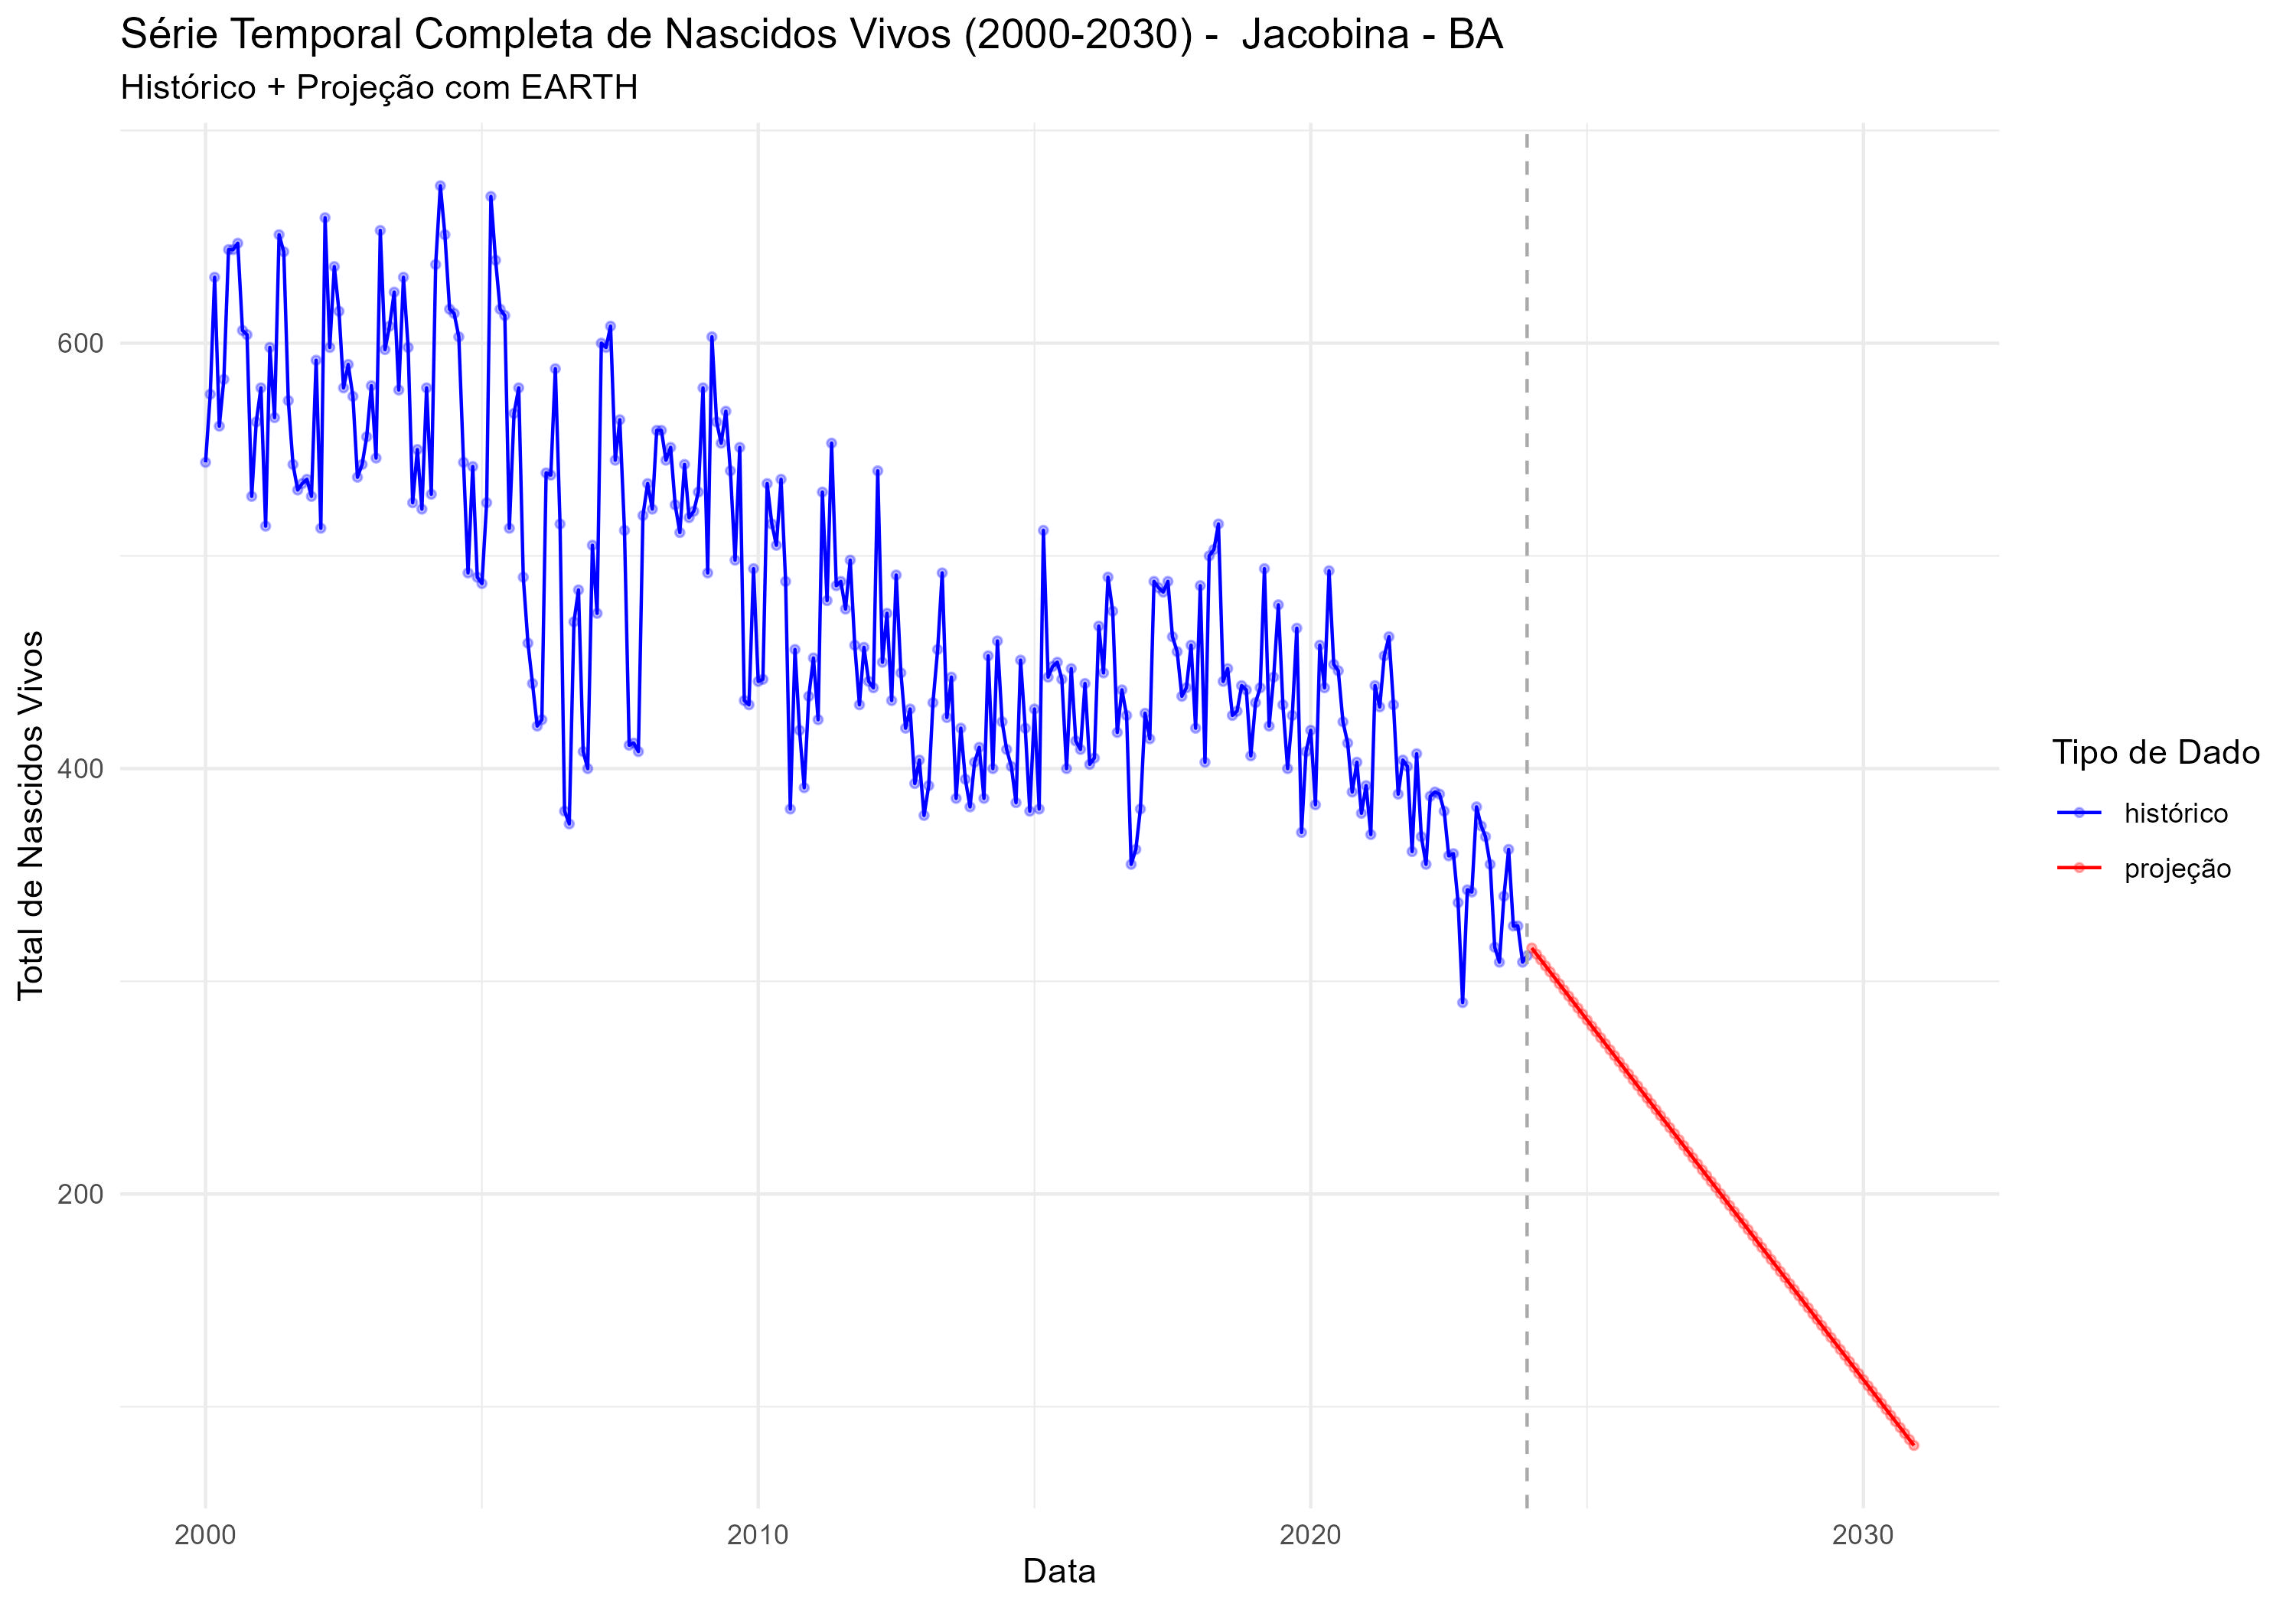 Série Temporal Completa de Nascidos Vivos (2000-2030) -  Jacobina - BA
Histórico + Projeção com EARTH
Total de Nascidos Vivos
600
400
200
2000
2010
2020
2030
Data
Tipo de Dado
histórico
projeção